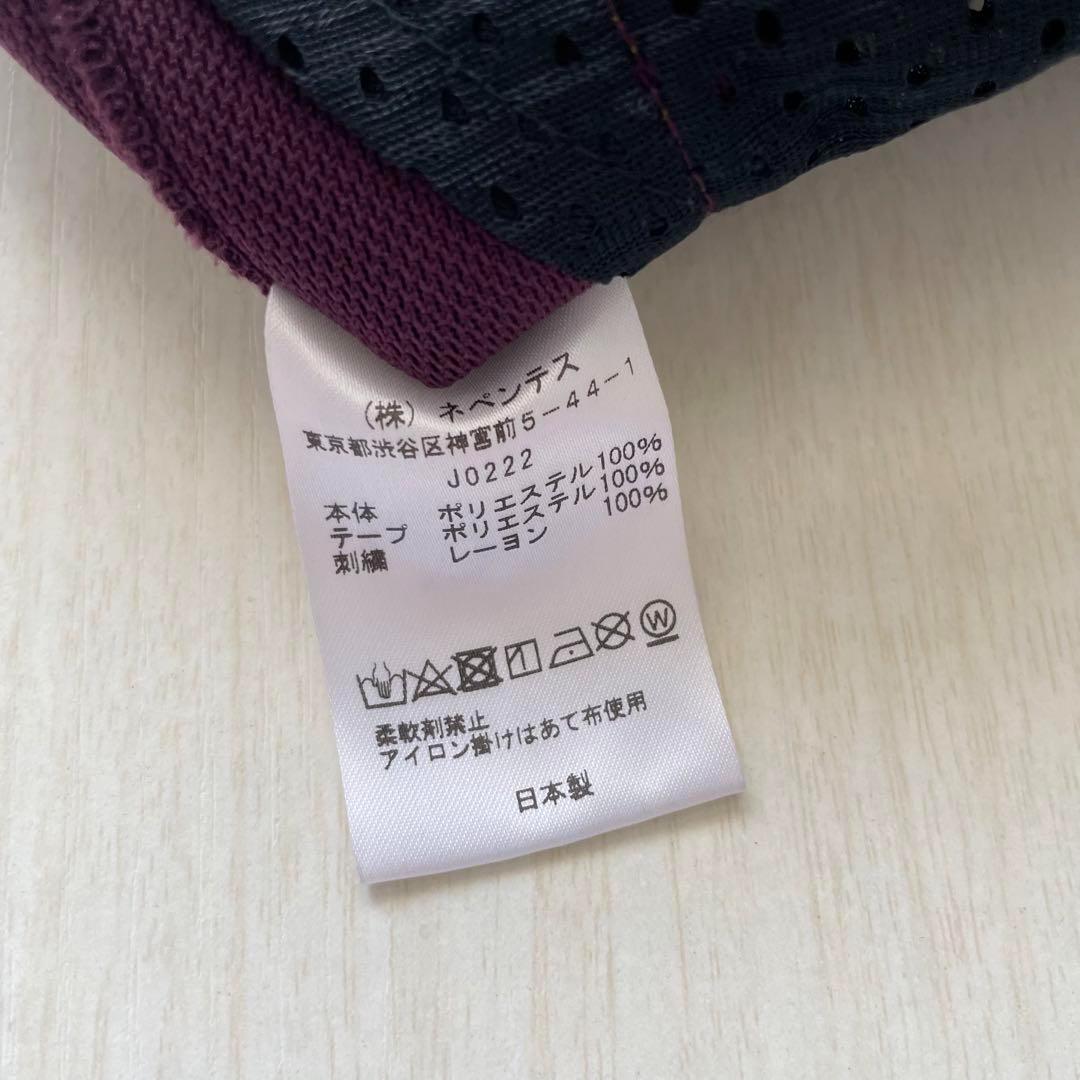 (株)ネペンテス
東京都渋谷区神宮前5-44-1
J0222
本体 ポリエステル100%
テープ ポリエステル100%
刺繍 レーヨン 100%
W
柔軟剤禁止
アイロン掛けはあて布使用
日本製